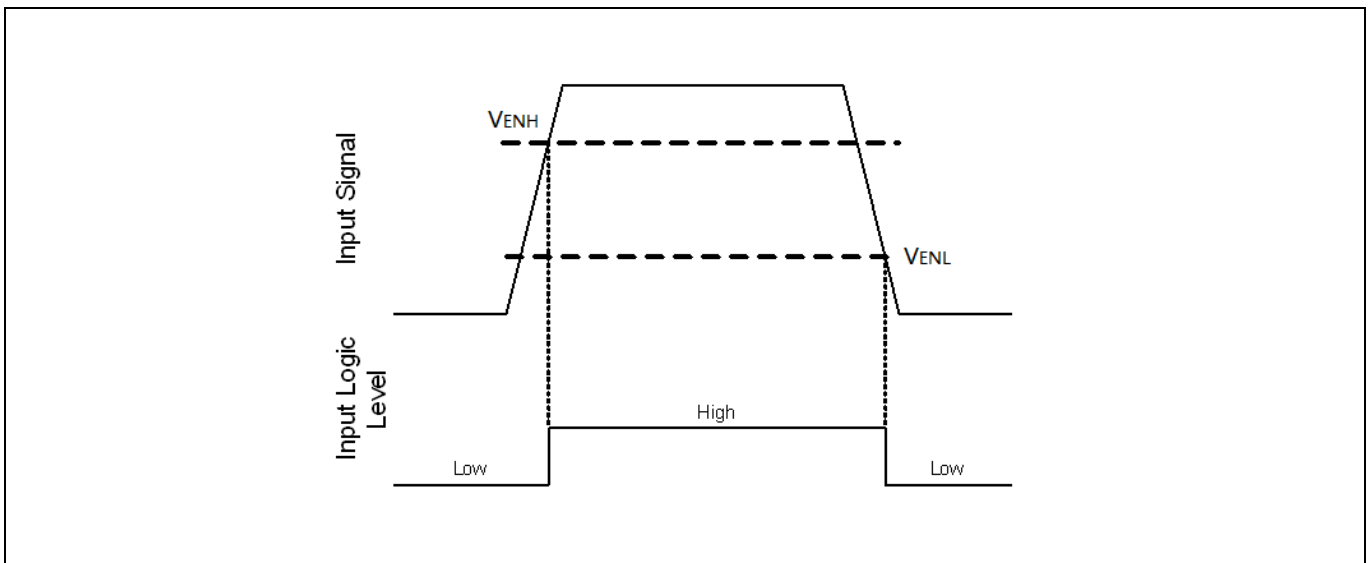 VENH
Input Signal
VENL
Input Logic
Level
High
Low
Low